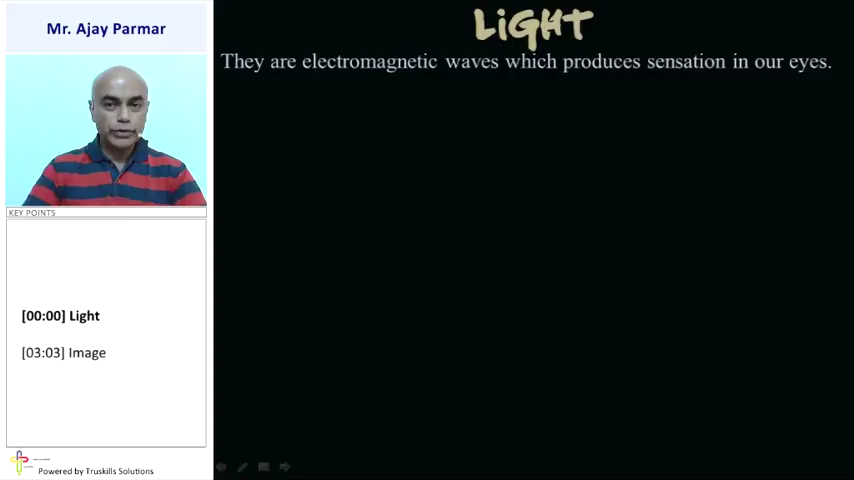 Mr. Ajay Parmar
LiGHT
They are electromagnetic waves which produces sensation in our eyes.
KEY POINTS
[00:00] Light
[03:03] Image
Powered by Truskills Solutions